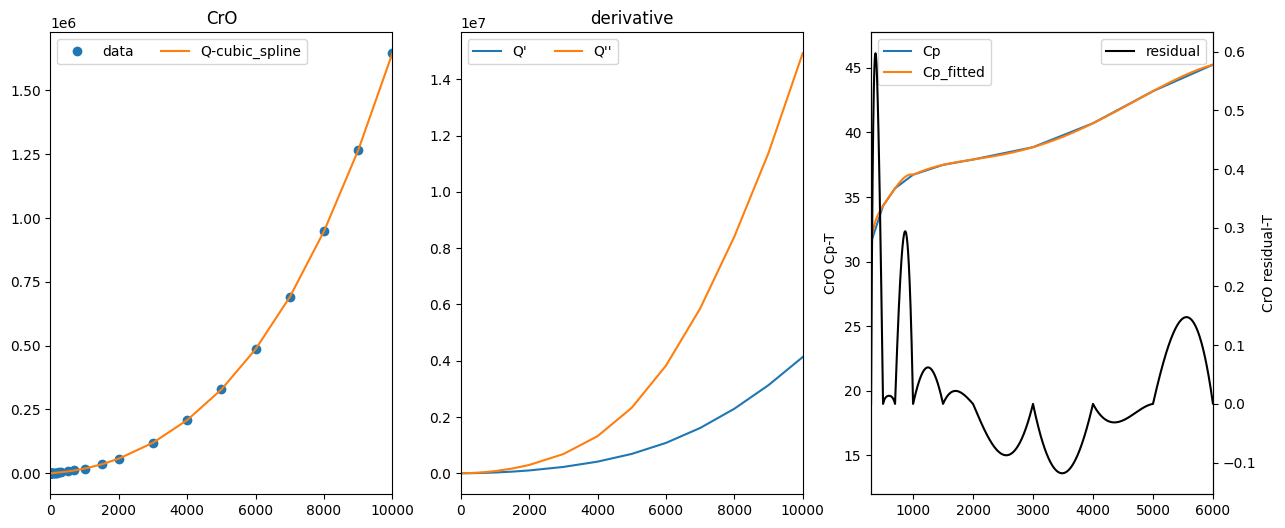 CrO
1e6
data
Q-cubic_spline
1.50
1.25
1.00
0.75
0.50
0.25
0.00
0 2000 4000 6000 8000 10000
derivative
1e7
Q'
Q''
1.4
1.2
1.0
0.8
0.6
0.4
0.2
0.0
0 2000 4000 6000 8000 10000
Cp
Cp_fitted
residual
CrO Cp-T
45
40
35
30
25
20
15
1000 2000 3000 4000 5000 6000
0.6
0.5
0.4
0.3
0.2
0.1
0.0
−0.1
CrO residual-T